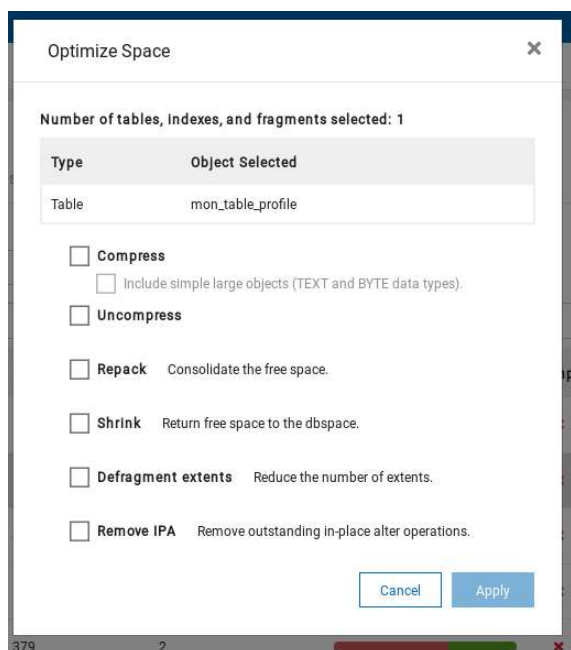 Optimize Space
Number of tables, indexes, and fragments selected: 1
Type Object Selected
Table mon_table_profile
Compress
Include simple large objects (TEXT and BYTE data types).
Uncompress
Repack Consolidate the free space.
Shrink Return free space to the dbspace.
Defragment extents Reduce the number of extents.
Remove IPA Remove outstanding in-place alter operations.
Cancel Apply
379 2